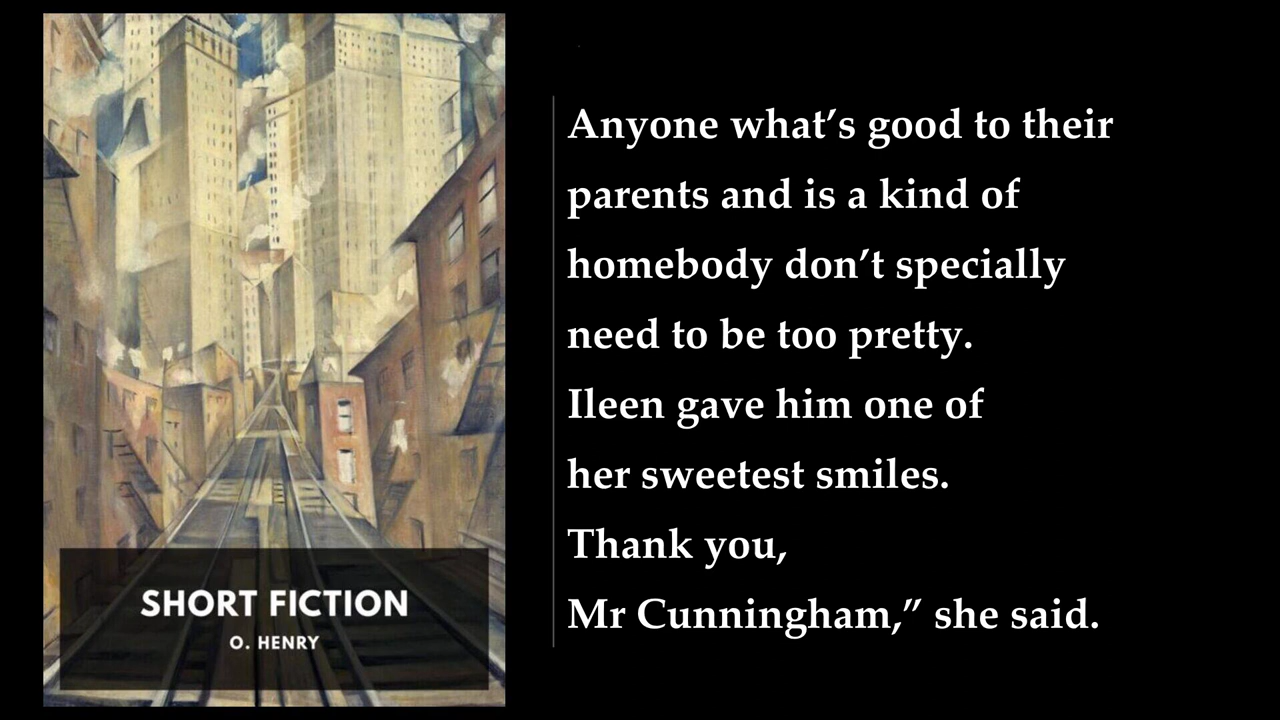 Anyone what’s good to their
parents and is a kind of
homebody don’t specially
need to be too pretty.
Ileen gave him one of
her sweetest smiles.
Thank you,
Mr Cunningham,” she said.
SHORT FICTION
O. HENRY